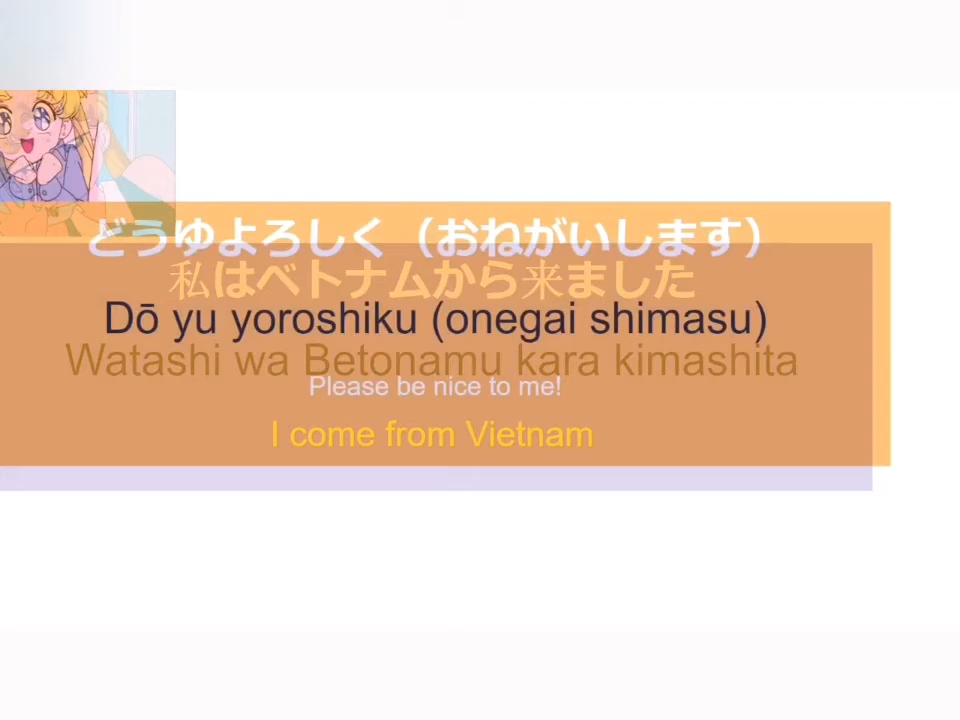 どうゆよろしく（おねがいします）
私はベトナムから来ました
Dō yu yoroshiku (onegai shimasu)
Watashi wa Betonamu kara kimashita
Please be nice to me!
I come from Vietnam